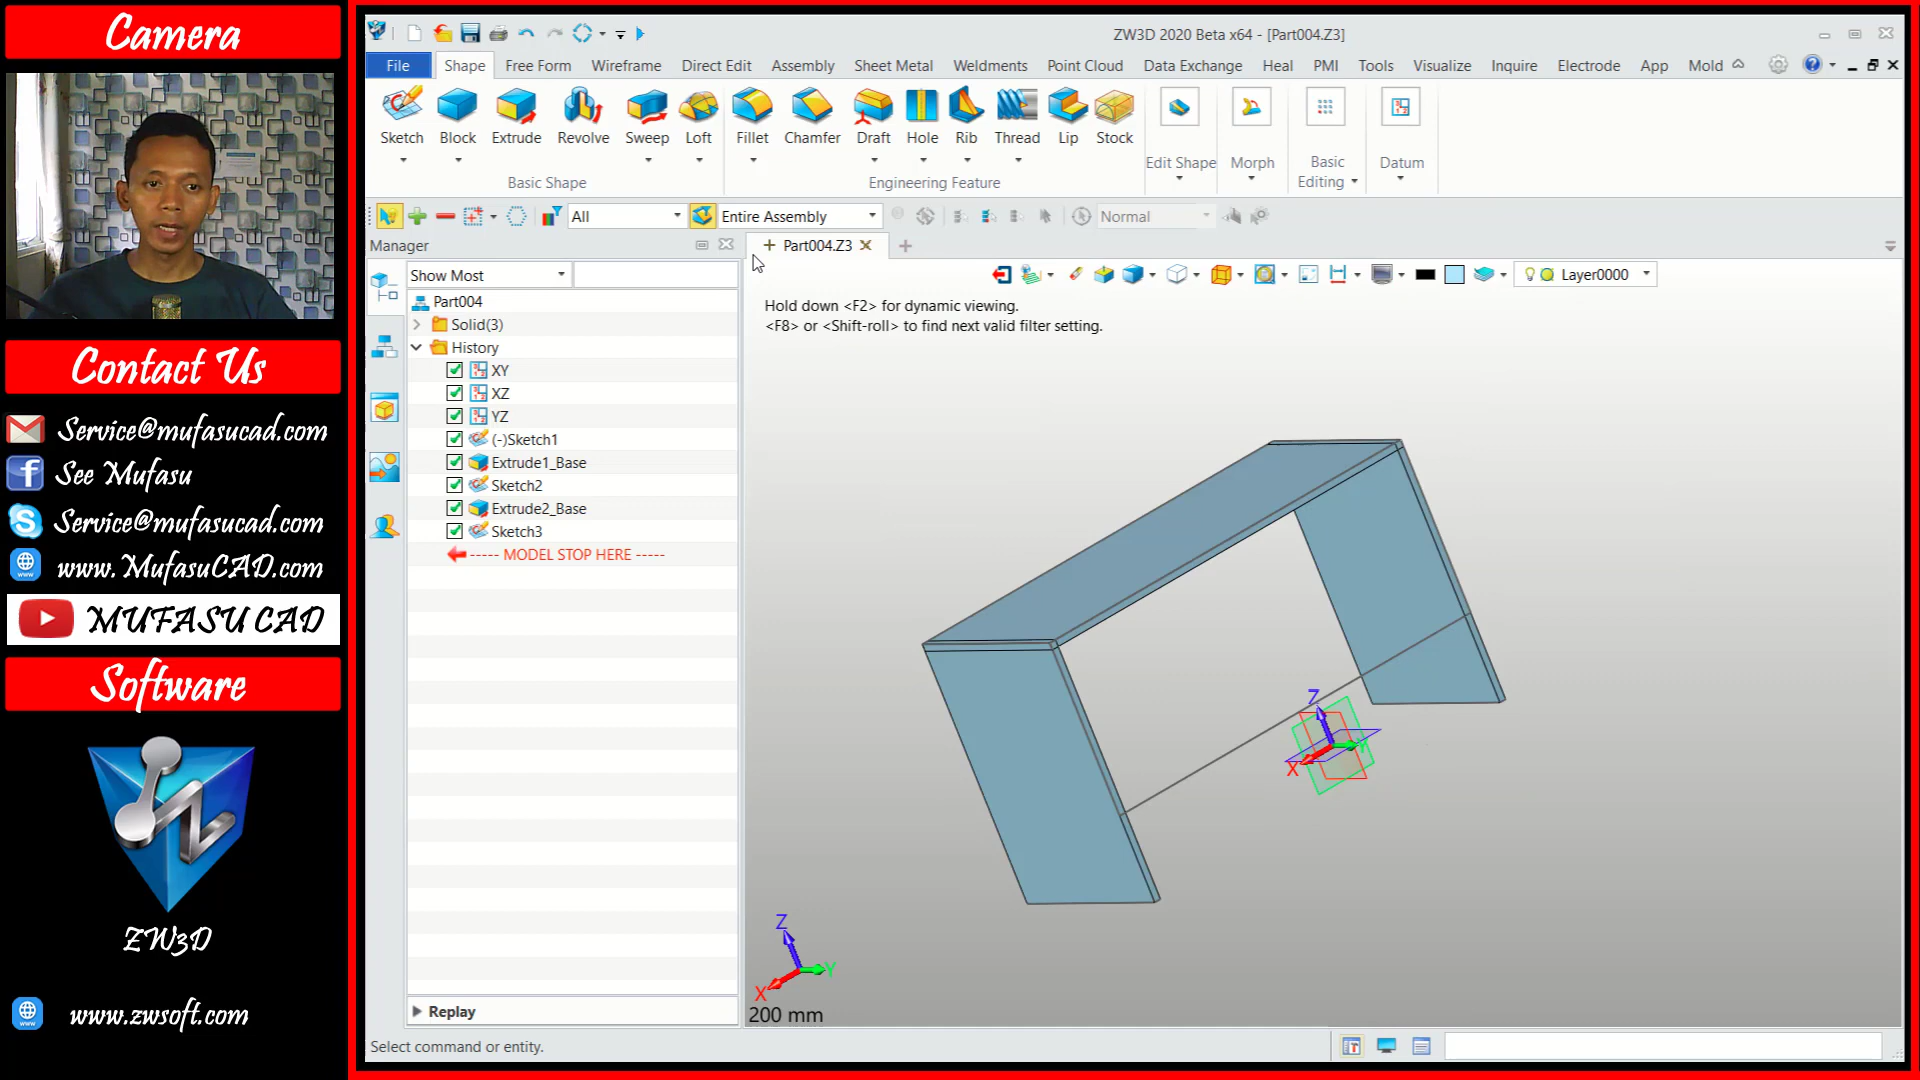 Camera
Contact Us
Service@mufasucad.com
See Mufasu
Service@mufasucad.com
www.MufasuCAD.com
MUFASU CAD
Software
ZW3D
www.zwsoft.com
ZW3D 2020 Beta x64 - [Part004.Z3]
File Shape Free Form Wireframe Direct Edit Assembly Sheet Metal Weldments Point Cloud Data Exchange Heal PMI Tools Visualize Inquire Electrode App Mold
Sketch Block Extrude Revolve Sweep Loft Fillet Chamfer Draft Hole Rib Thread Lip Stock
Edit Shape Morph Basic Editing Datum
Basic Shape Engineering Feature
All Entire Assembly Normal
Manager Part004.Z3
Show Most
Layer0000
Part004
Solid(3)
History
XY
XZ
YZ
(-)Sketch1
Extrude1_Base
Sketch2
Extrude2_Base
Sketch3
----- MODEL STOP HERE -----
Replay
Hold down <F2> for dynamic viewing.
<F8> or <Shift-roll> to find next valid filter setting.
Z
X
Y
Z
Y
X
200 mm
Select command or entity.